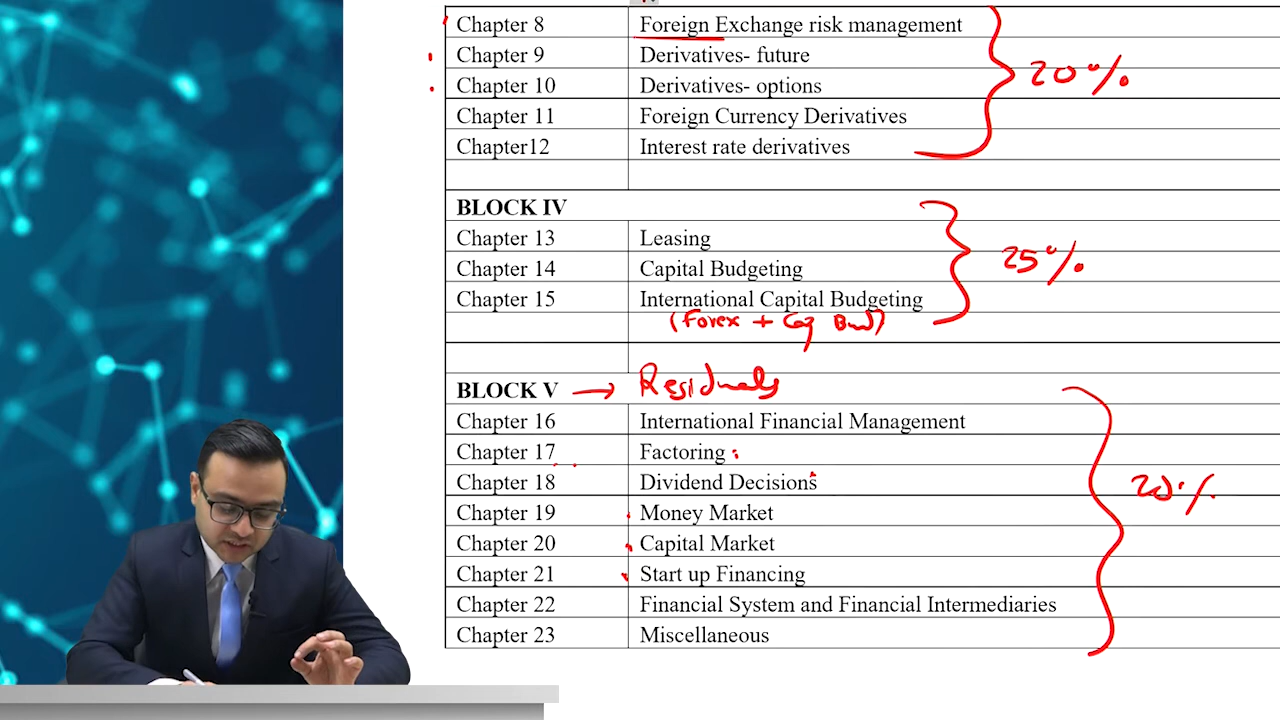 Chapter 8 Foreign Exchange risk management
Chapter 9 Derivatives- future
Chapter 10 Derivatives- options
20%
Chapter 11 Foreign Currency Derivatives
Chapter12 Interest rate derivatives
BLOCK IV
Chapter 13 Leasing
Chapter 14 Capital Budgeting
25%
Chapter 15 International Capital Budgeting
(Forex + Cap Bud)
BLOCK V → Residuals
Chapter 16 International Financial Management
Chapter 17 Factoring
Chapter 18 Dividend Decisions
20%
Chapter 19 Money Market
Chapter 20 Capital Market
Chapter 21 Start up Financing
Chapter 22 Financial System and Financial Intermediaries
Chapter 23 Miscellaneous